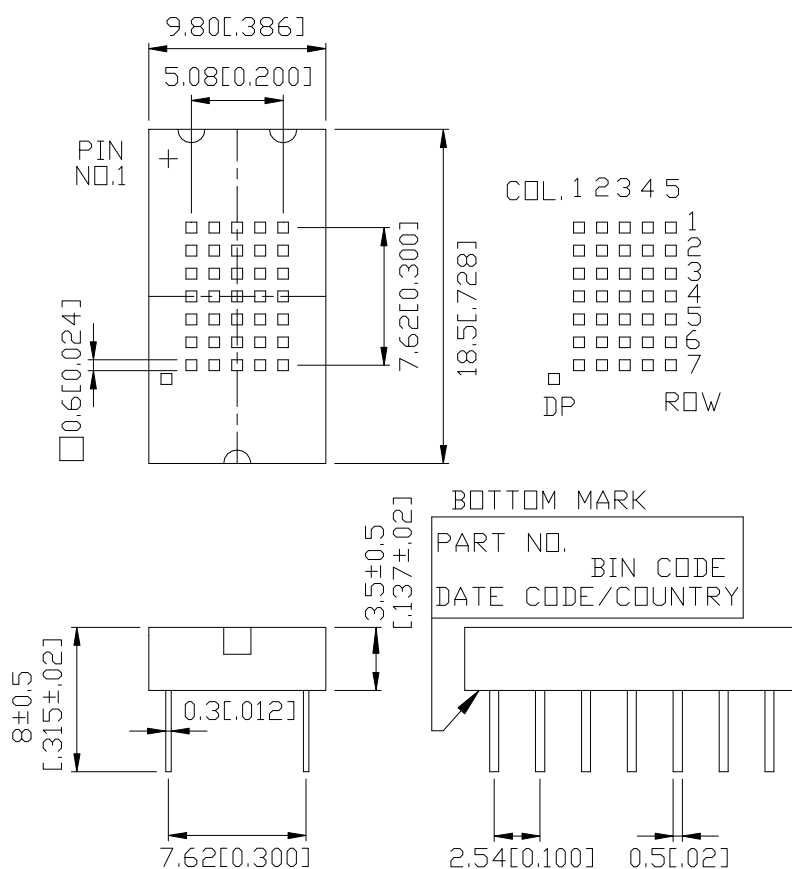 9.80[.386]
5.08[0.200]
PIN
NO.1
+
7.62[0.300]
18.5[.728]
□0.6[0.024]
COL. 1 2 3 4 5
1
2
3
4
5
6
7
DP
ROW
BOTTOM MARK
PART NO.
BIN CODE
DATE CODE/COUNTRY
3.5±0.5
[.137±.02]
8±0.5
[.315±.02]
0.3[.012]
7.62[0.300]
2.54[0.100]
0.5[.02]